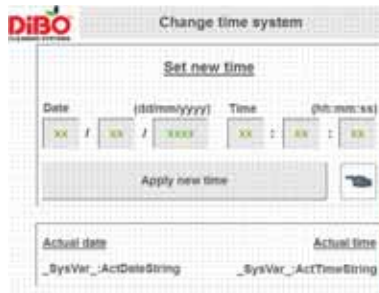 DiBO
Change time system
Set new time
Date (dd/mm/yyyy) Time (hh:mm:ss)
xx / xx / xxxx xx : xx : xx
Apply new time
Actual date Actual time
_SysVar_:ActDateString _SysVar_:ActTimeString